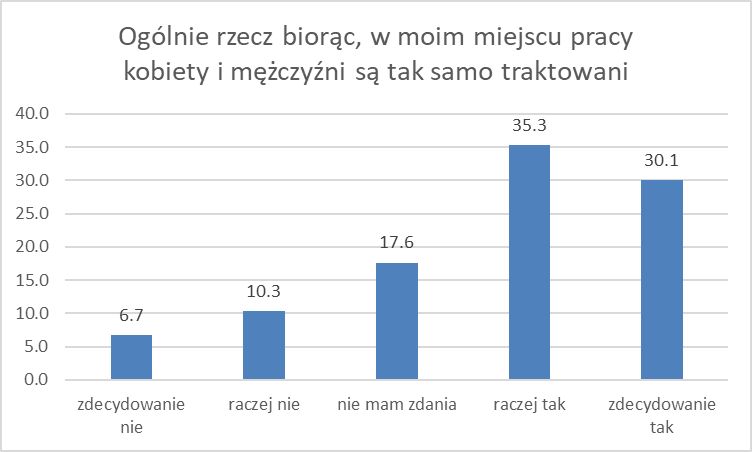 Ogólnie rzecz biorąc, w moim miejscu pracy
kobiety i mężczyźni są tak samo traktowani
40.0
35.0
30.0
25.0
20.0
15.0
10.0
5.0
0.0
6.7
10.3
17.6
35.3
30.1
zdecydowanie
nie
raczej nie
nie mam zdania
raczej tak
zdecydowanie
tak